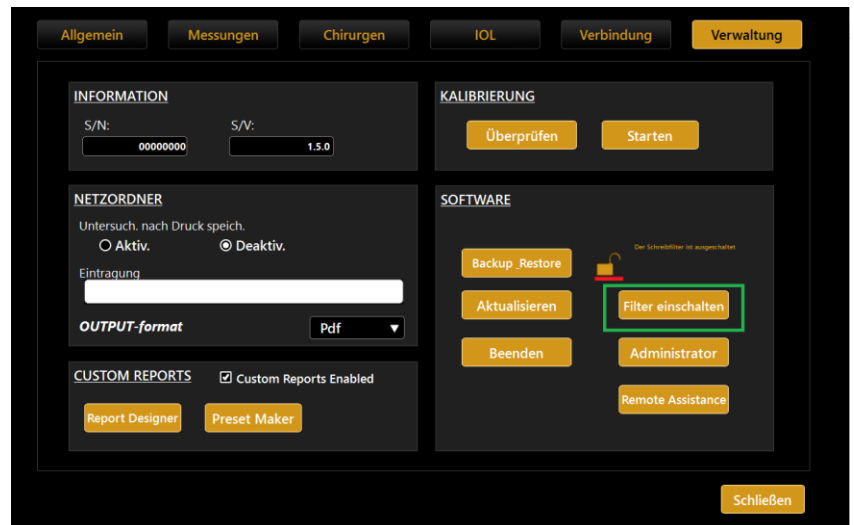 Allgemein
Messungen
Chirurgen
IOL
Verbindung
Verwaltung
INFORMATION
S/N:
S/V:
00000000
1.5.0
KALIBRIERUNG
Überprüfen
Starten
NETZORDNER
Untersuch. nach Druck speich.
Aktiv.
Deaktiv.
Eintragung
OUTPUT-format
Pdf
CUSTOM REPORTS
Custom Reports Enabled
Report Designer
Preset Maker
SOFTWARE
Der Schreibfilter ist ausgeschaltet
Backup_Restore
Aktualisieren
Filter einschalten
Beenden
Administrator
Remote Assistance
Schließen